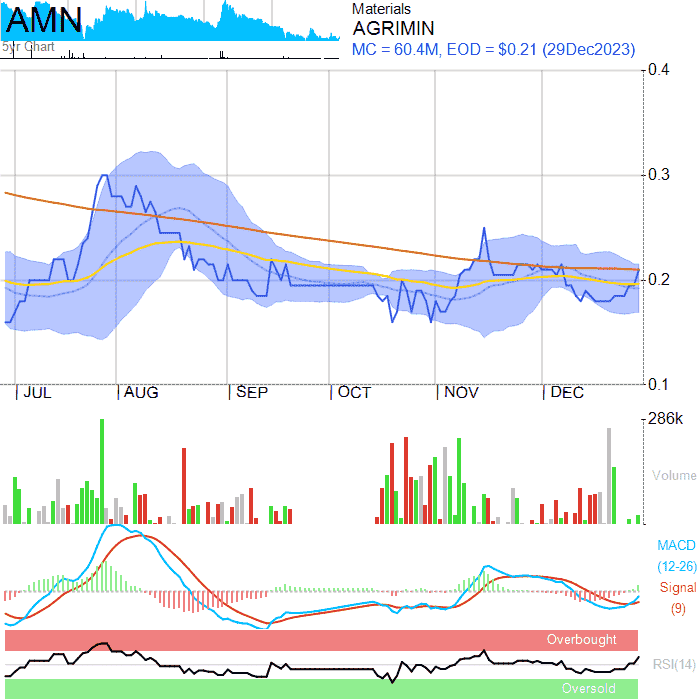 AMN
5yr Chart
Materials
AGRIMIN
MC = 60.4M, EOD = $0.21 (29Dec2023)
0.4
0.3
0.2
0.1
JUL AUG SEP OCT NOV DEC
286k
Volume
MACD
(12-26)
Signal
(9)
Overbought
RSI(14)
Oversold